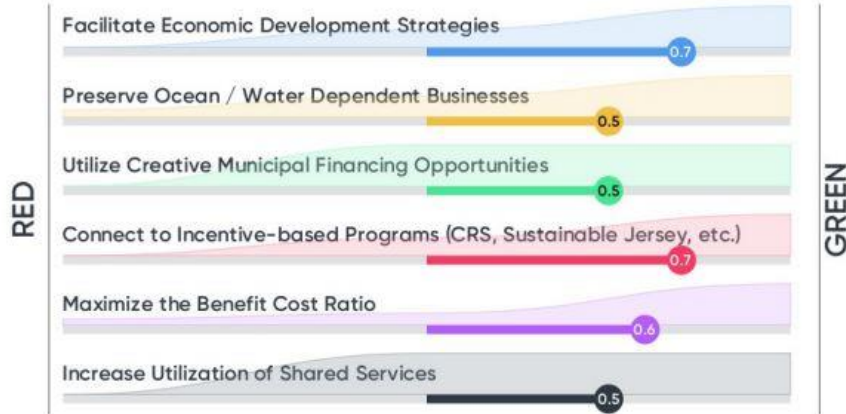 Facilitate Economic Development Strategies
0.7
Preserve Ocean / Water Dependent Businesses
0.5
Utilize Creative Municipal Financing Opportunities
0.5
RED
GREEN
Connect to Incentive-based Programs (CRS, Sustainable Jersey, etc.)
0.7
Maximize the Benefit Cost Ratio
0.6
Increase Utilization of Shared Services
0.5